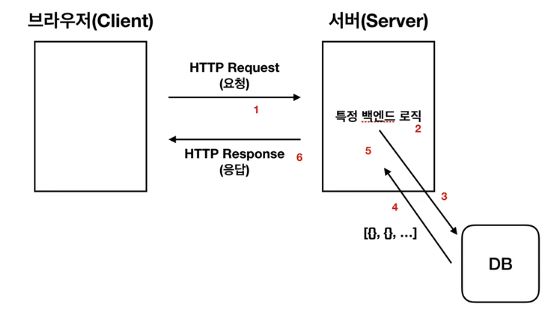 브라우저(Client)
서버(Server)
HTTP Request
(요청)
1
특정 백엔드 로직
2
HTTP Response
(응답)
6
5
3
4
[{}, {}, …]
DB